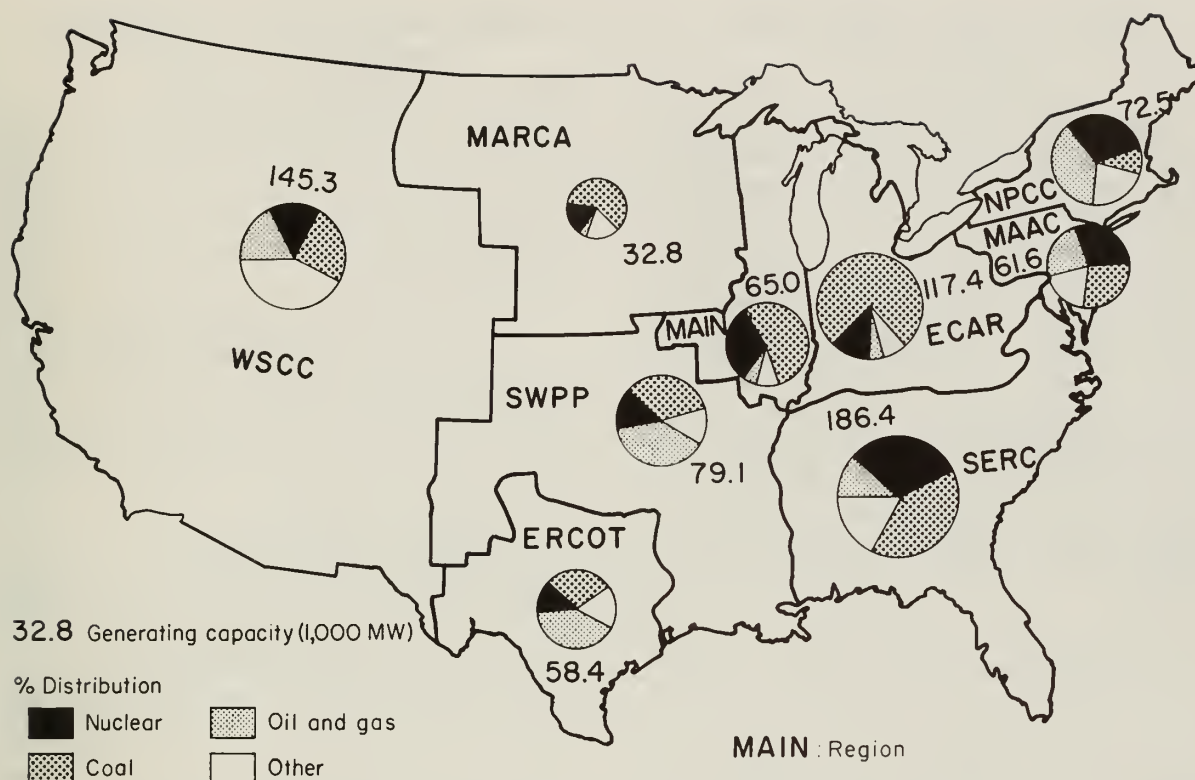 72.5
MARCA
145.3
NPCC
MAAC
32.8
65.0
61.6
117.4
MAIN
ECAR
WSCC
SWPP
186.4
SERC
79.1
ERCOT
32.8 Generating capacity (1,000 MW)
58.4
% Distribution
Nuclear
Oil and gas
Coal
Other
MAIN : Region